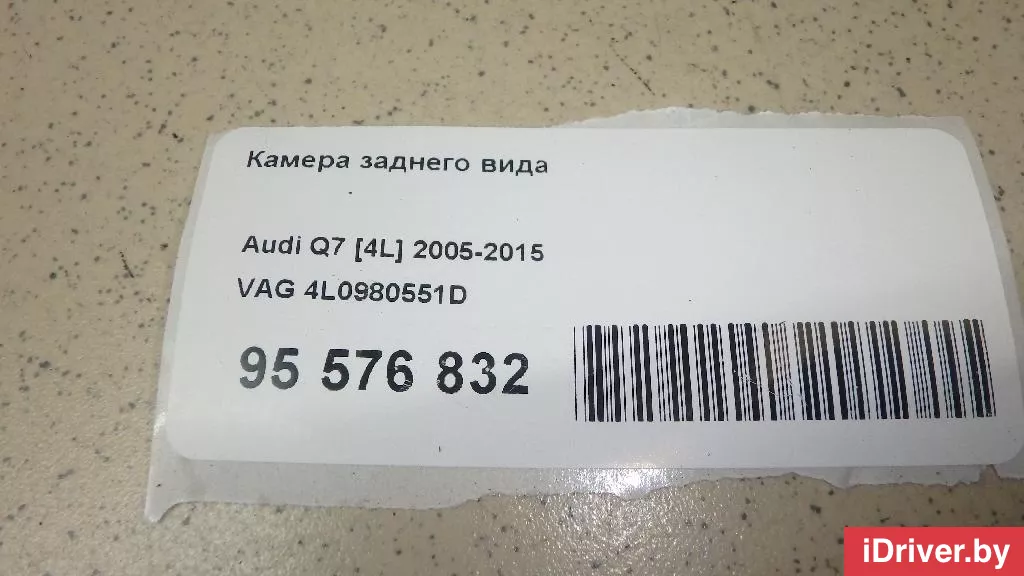 Камера заднего вида
Audi Q7 [4L] 2005-2015
VAG 4L0980551D
95 576 832
iDriver.by